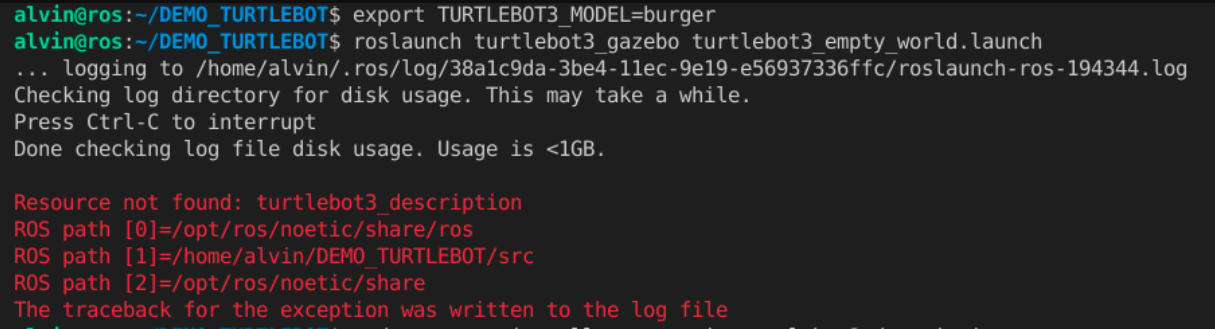 alvin@ros:~/DEMO_TURTLEBOT$ export TURTLEBOT3_MODEL=burger
alvin@ros:~/DEMO_TURTLEBOT$ roslaunch turtlebot3_gazebo turtlebot3_empty_world.launch
... logging to /home/alvin/.ros/log/38a1c9da-3be4-11ec-9e19-e56937336ffc/roslaunch-ros-194344.log
Checking log directory for disk usage. This may take a while.
Press Ctrl-C to interrupt
Done checking log file disk usage. Usage is <1GB.
Resource not found: turtlebot3_description
ROS path [0]=/opt/ros/noetic/share/ros
ROS path [1]=/home/alvin/DEMO_TURTLEBOT/src
ROS path [2]=/opt/ros/noetic/share
The traceback for the exception was written to the log file